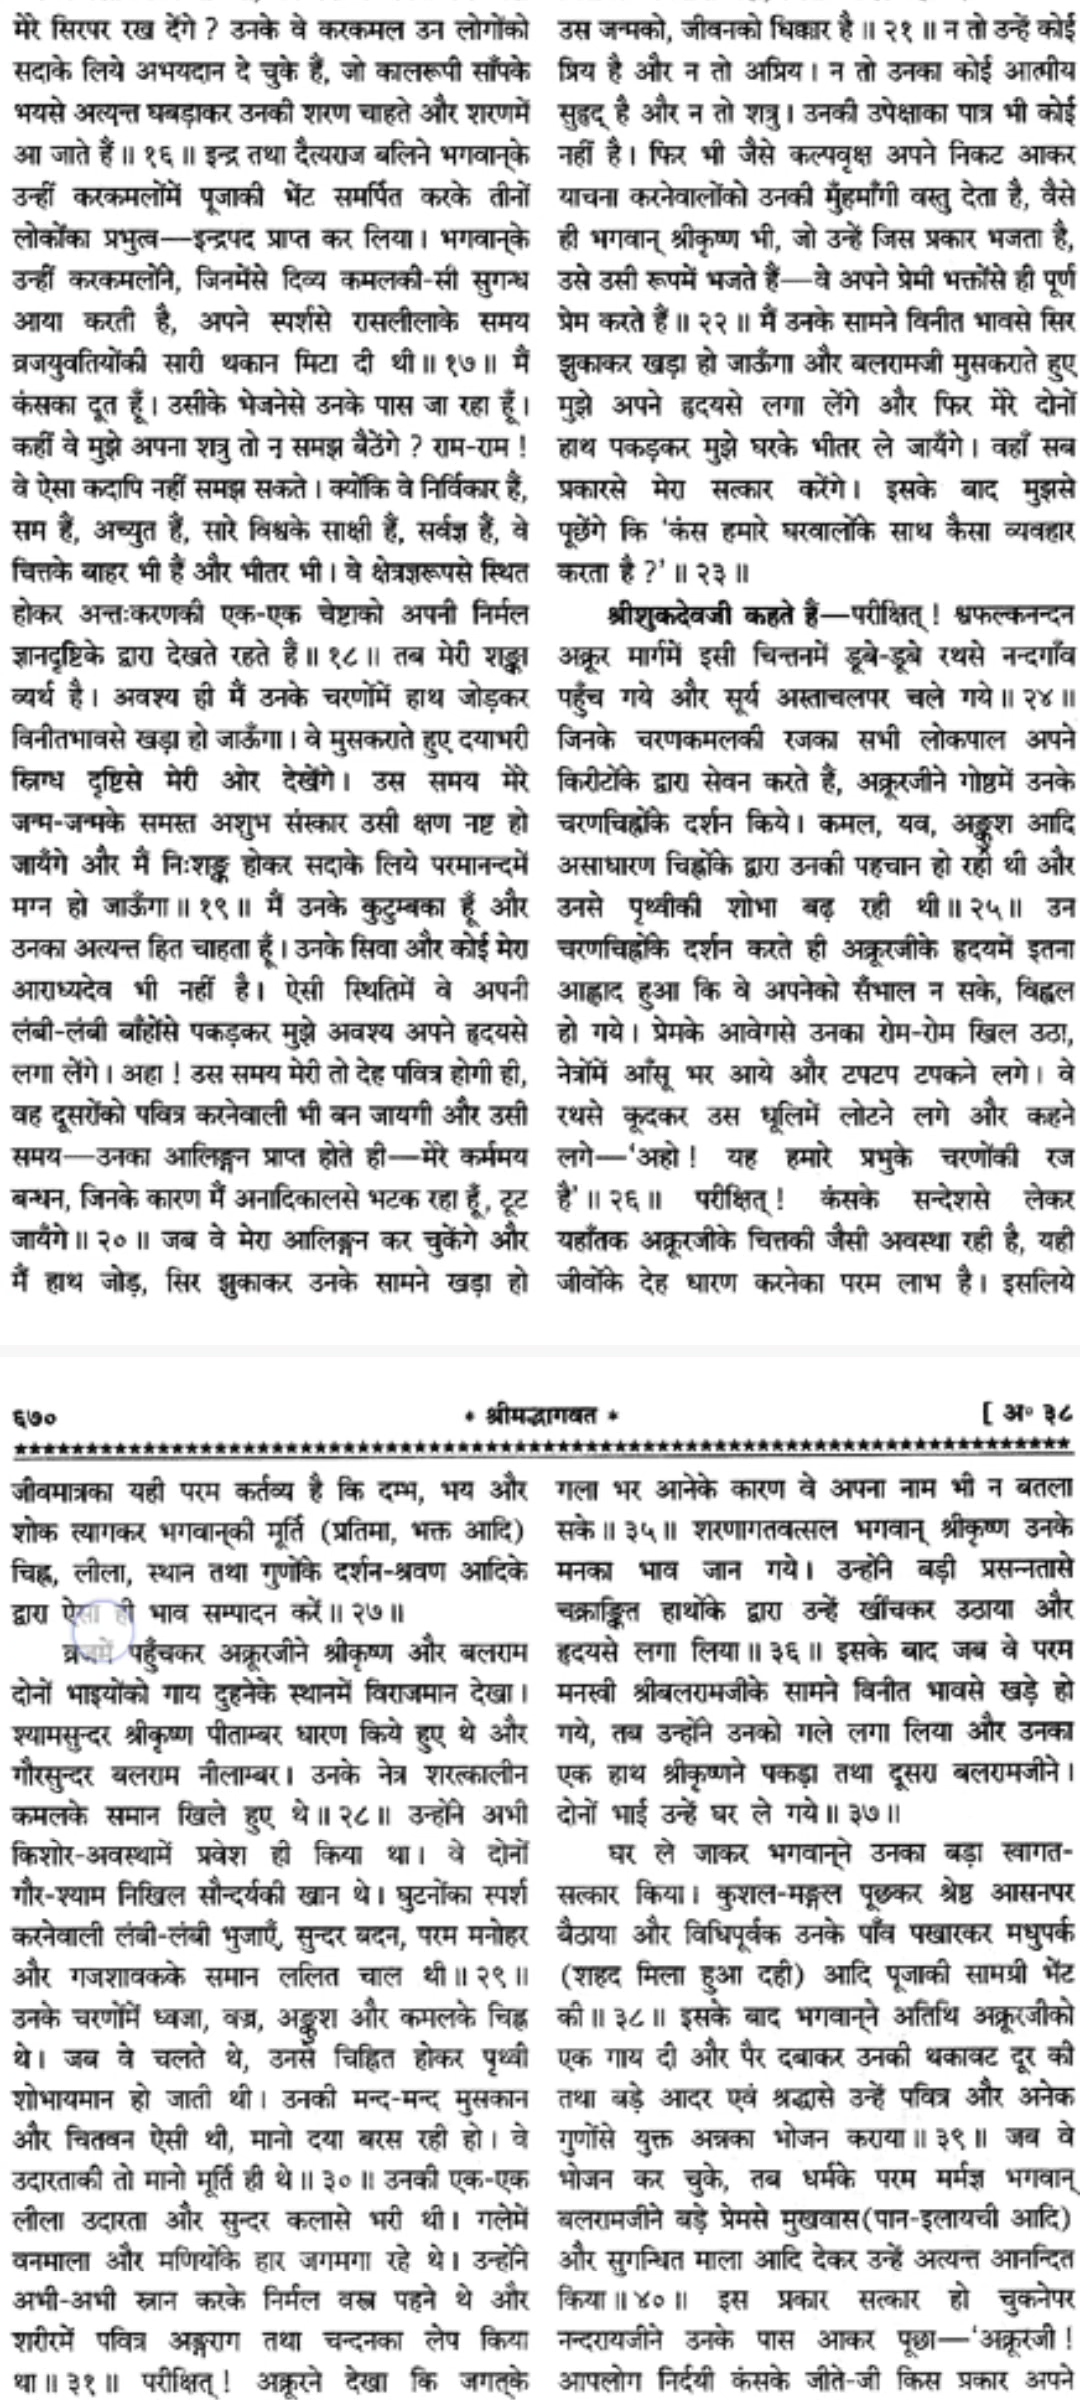 मेरे सिरपर रख देंगे ? उनके वे करकमल उन लोगोंको
सदाके लिये अभयदान दे चुके हैं, जो कालरूपी साँपके
भयसे अत्यन्त घबड़ाकर उनकी शरण चाहते और शरणमें
आ जाते हैं ॥ १६ ॥ इन्द्र तथा दैत्यराज बलिने भगवान्‌के
उन्हीं करकमलोंमें पूजाकी भेंट समर्पित करके तीनों
लोकोंका प्रभुत्व—इन्द्रपद प्राप्त कर लिया। भगवान्‌के
उन्हीं करकमलोंने, जिनमेंसे दिव्य कमलकी-सी सुगन्ध
आया करती है, अपने स्पर्शसे रासलीलाके समय
व्रजयुवतियोंकी सारी थकान मिटा दी थी ॥ १७ ॥ मैं
कंसका दूत हूँ। उसीके भेजनेसे उनके पास जा रहा हूँ।
कहीं वे मुझे अपना शत्रु तो न समझ बैठेंगे ? राम-राम !
वे ऐसा कदापि नहीं समझ सकते। क्योंकि वे निर्विकार हैं,
सम हैं, अच्युत हैं, सारे विश्वके साक्षी हैं, सर्वज्ञ हैं, वे
चित्तके बाहर भी हैं और भीतर भी। वे क्षेत्रज्ञरूपसे स्थित
होकर अन्तःकरणकी एक-एक चेष्टाको अपनी निर्मल
ज्ञानदृष्टिके द्वारा देखते रहते हैं ॥ १८ ॥ तब मेरी शङ्का
व्यर्थ है। अवश्य ही मैं उनके चरणोंमें हाथ जोड़कर
विनीतभावसे खड़ा हो जाऊँगा। वे मुसकराते हुए दयाभरी
स्निग्ध दृष्टिसे मेरी ओर देखेंगे। उस समय मेरे
जन्म-जन्मके समस्त अशुभ संस्कार उसी क्षण नष्ट हो
जायँगे और मैं निःशङ्क होकर सदाके लिये परमानन्दमें
मग्न हो जाऊँगा ॥ १९ ॥ मैं उनके कुटुम्बका हूँ और
उनका अत्यन्त हित चाहता हूँ। उनके सिवा और कोई मेरा
आराध्यदेव भी नहीं है। ऐसी स्थितिमें वे अपनी
लंबी-लंबी बाँहोंसे पकड़कर मुझे अवश्य अपने हृदयसे
लगा लेंगे। अहा ! उस समय मेरी तो देह पवित्र होगी ही,
वह दूसरोंको पवित्र करनेवाली भी बन जायगी और उसी
समय—उनका आलिङ्गन प्राप्त होते ही—मेरे कर्ममय
बन्धन, जिनके कारण मैं अनादिकालसे भटक रहा हूँ, टूट
जायँगे ॥ २० ॥ जब वे मेरा आलिङ्गन कर चुकेंगे और
मैं हाथ जोड़, सिर झुकाकर उनके सामने खड़ा हो
उस जन्मको, जीवनको धिक्कार है ॥ २१ ॥ न तो उन्हें कोई
प्रिय है और न तो अप्रिय। न तो उनका कोई आत्मीय
सुहृद् है और न तो शत्रु। उनकी उपेक्षाका पात्र भी कोई
नहीं है। फिर भी जैसे कल्पवृक्ष अपने निकट आकर
याचना करनेवालोंको उनकी मुँहमाँगी वस्तु देता है, वैसे
ही भगवान् श्रीकृष्ण भी, जो उन्हें जिस प्रकार भजता है,
उसे उसी रूपमें भजते हैं—वे अपने प्रेमी भक्तोंसे ही पूर्ण
प्रेम करते हैं ॥ २२ ॥ मैं उनके सामने विनीत भावसे सिर
झुकाकर खड़ा हो जाऊँगा और बलरामजी मुसकराते हुए
मुझे अपने हृदयसे लगा लेंगे और फिर मेरे दोनों
हाथ पकड़कर मुझे घरके भीतर ले जायँगे। वहाँ सब
प्रकारसे मेरा सत्कार करेंगे। इसके बाद मुझसे
पूछेंगे कि ‘कंस हमारे घरवालोंके साथ कैसा व्यवहार
करता है ?’ ॥ २३ ॥
श्रीशुकदेवजी कहते हैं—परीक्षित् ! श्वफल्कनन्दन
अक्रूर मार्गमें इसी चिन्तनमें डूबे-डूबे रथसे नन्दगाँव
पहुँच गये और सूर्य अस्ताचलपर चले गये ॥ २४ ॥
जिनके चरणकमलकी रजका सभी लोकपाल अपने
किरीटोंके द्वारा सेवन करते हैं, अक्रूरजीने गोष्ठमें उनके
चरणचिह्नोंके दर्शन किये। कमल, यव, अङ्कुश आदि
असाधारण चिह्नोंके द्वारा उनकी पहचान हो रही थी और
उनसे पृथ्वीकी शोभा बढ़ रही थी ॥ २५ ॥ उन
चरणचिह्नोंके दर्शन करते ही अक्रूरजीके हृदयमें इतना
आह्लाद हुआ कि वे अपनेको सँभाल न सके, विह्वल
हो गये। प्रेमके आवेगसे उनका रोम-रोम खिल उठा,
नेत्रोंमें आँसू भर आये और टपटप टपकने लगे। वे
रथसे कूदकर उस धूलिमें लोटने लगे और कहने
लगे—‘अहो ! यह हमारे प्रभुके चरणोंकी रज
है’ ॥ २६ ॥ परीक्षित् ! कंसके सन्देशसे लेकर
यहाँतक अक्रूरजीके चित्तकी जैसी अवस्था रही है, यही
जीवोंके देह धारण करनेका परम लाभ है। इसलिये
६७० * श्रीमद्भागवत * [ अ० ३८
जीवमात्रका यही परम कर्तव्य है कि दम्भ, भय और
शोक त्यागकर भगवान्‌की मूर्ति (प्रतिमा, भक्त आदि)
चिह्न, लीला, स्थान तथा गुणोंके दर्शन-श्रवण आदिके
द्वारा ऐसा ही भाव सम्पादन करें ॥ २७ ॥
व्रजमें पहुँचकर अक्रूरजीने श्रीकृष्ण और बलराम
दोनों भाइयोंको गाय दुहनेके स्थानमें विराजमान देखा।
श्यामसुन्दर श्रीकृष्ण पीताम्बर धारण किये हुए थे और
गौरसुन्दर बलराम नीलाम्बर। उनके नेत्र शरत्कालीन
कमलके समान खिले हुए थे ॥ २८ ॥ उन्होंने अभी
किशोर-अवस्थामें प्रवेश ही किया था। वे दोनों
गौर-श्याम निखिल सौन्दर्यकी खान थे। घुटनोंका स्पर्श
करनेवाली लंबी-लंबी भुजाएँ, सुन्दर बदन, परम मनोहर
और गजशावकके समान ललित चाल थी ॥ २९ ॥
उनके चरणोंमें ध्वजा, वज्र, अङ्कुश और कमलके चिह्न
थे। जब वे चलते थे, उनसे चिह्नित होकर पृथ्वी
शोभायमान हो जाती थी। उनकी मन्द-मन्द मुसकान
और चितवन ऐसी थी, मानो दया बरस रही हो। वे
उदारताकी तो मानो मूर्ति ही थे ॥ ३० ॥ उनकी एक-एक
लीला उदारता और सुन्दर कलासे भरी थी। गलेमें
वनमाला और मणियोंके हार जगमगा रहे थे। उन्होंने
अभी-अभी स्नान करके निर्मल वस्त्र पहने थे और
शरीरमें पवित्र अङ्गराग तथा चन्दनका लेप किया
था ॥ ३१ ॥ परीक्षित् ! अक्रूरने देखा कि जगत्‌के
गला भर आनेके कारण वे अपना नाम भी न बतला
सके ॥ ३५ ॥ शरणागतवत्सल भगवान् श्रीकृष्ण उनके
मनका भाव जान गये। उन्होंने बड़ी प्रसन्नतासे
चक्राङ्कित हाथोंके द्वारा उन्हें खींचकर उठाया और
हृदयसे लगा लिया ॥ ३६ ॥ इसके बाद जब वे परम
मनस्वी श्रीबलरामजीके सामने विनीत भावसे खड़े हो
गये, तब उन्होंने उनको गले लगा लिया और उनका
एक हाथ श्रीकृष्णने पकड़ा तथा दूसरा बलरामजीने।
दोनों भाई उन्हें घर ले गये ॥ ३७ ॥
घर ले जाकर भगवान्‌ने उनका बड़ा स्वागत-
सत्कार किया। कुशल-मङ्गल पूछकर श्रेष्ठ आसनपर
बैठाया और विधिपूर्वक उनके पाँव पखारकर मधुपर्क
(शहद मिला हुआ दही) आदि पूजाकी सामग्री भेंट
की ॥ ३८ ॥ इसके बाद भगवान्‌ने अतिथि अक्रूरजीको
एक गाय दी और पैर दबाकर उनकी थकावट दूर की
तथा बड़े आदर एवं श्रद्धासे उन्हें पवित्र और अनेक
गुणोंसे युक्त अन्नका भोजन कराया ॥ ३९ ॥ जब वे
भोजन कर चुके, तब धर्मके परम मर्मज्ञ भगवान्
बलरामजीने बड़े प्रेमसे मुखवास(पान-इलायची आदि)
और सुगन्धित माला आदि देकर उन्हें अत्यन्त आनन्दित
किया ॥ ४० ॥ इस प्रकार सत्कार हो चुकनेपर
नन्दरायजीने उनके पास आकर पूछा—‘अक्रूरजी !
आपलोग निर्दयी कंसके जीते-जी किस प्रकार अपने